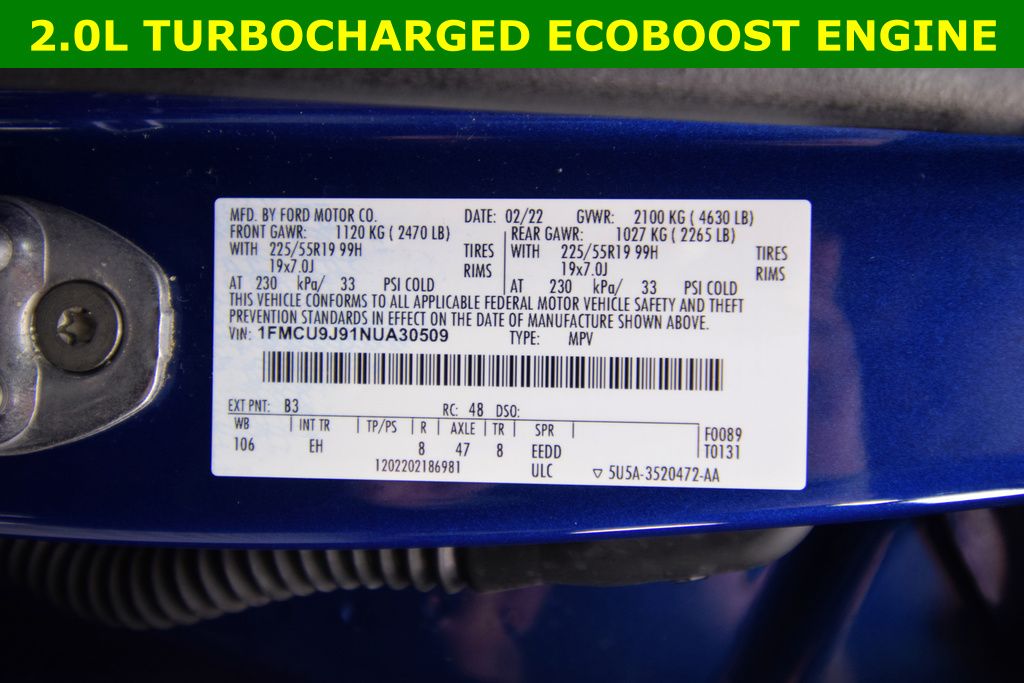 2.0L TURBOCHARGED ECOBOOST ENGINE
MFD. BY FORD MOTOR CO. DATE: 02/22 GVWR: 2100 KG ( 4630 LB)
FRONT GAWR: 1120 KG ( 2470 LB) REAR GAWR: 1027 KG ( 2265 LB)
WITH 225/55R19 99H TIRES WITH 225/55R19 99H TIRES
19x7.0J RIMS 19x7.0J RIMS
AT 230 kPa/ 33 PSI COLD AT 230 kPa/ 33 PSI COLD
THIS VEHICLE CONFORMS TO ALL APPLICABLE FEDERAL MOTOR VEHICLE SAFETY AND THEFT
PREVENTION STANDARDS IN EFFECT ON THE DATE OF MANUFACTURE SHOWN ABOVE.
VIN: 1FMCU9J91NUA30509 TYPE: MPV
EXT PNT: B3 RC: 48 DSO:
WB INT TR TP/PS R AXLE TR SPR F0089
106 EH 8 47 8 EEDD T0131
1202202186981 ULC ▽ 5U5A-3520472-AA